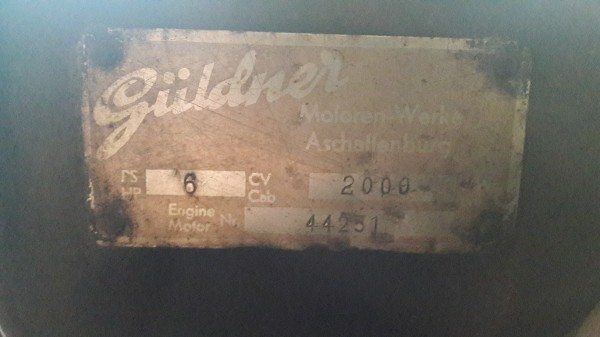 Güldner
Motoren-Werke
Aschaffenburg
PS 6 CV 2000
HP Cab
Engine
Motor Nr. 44251